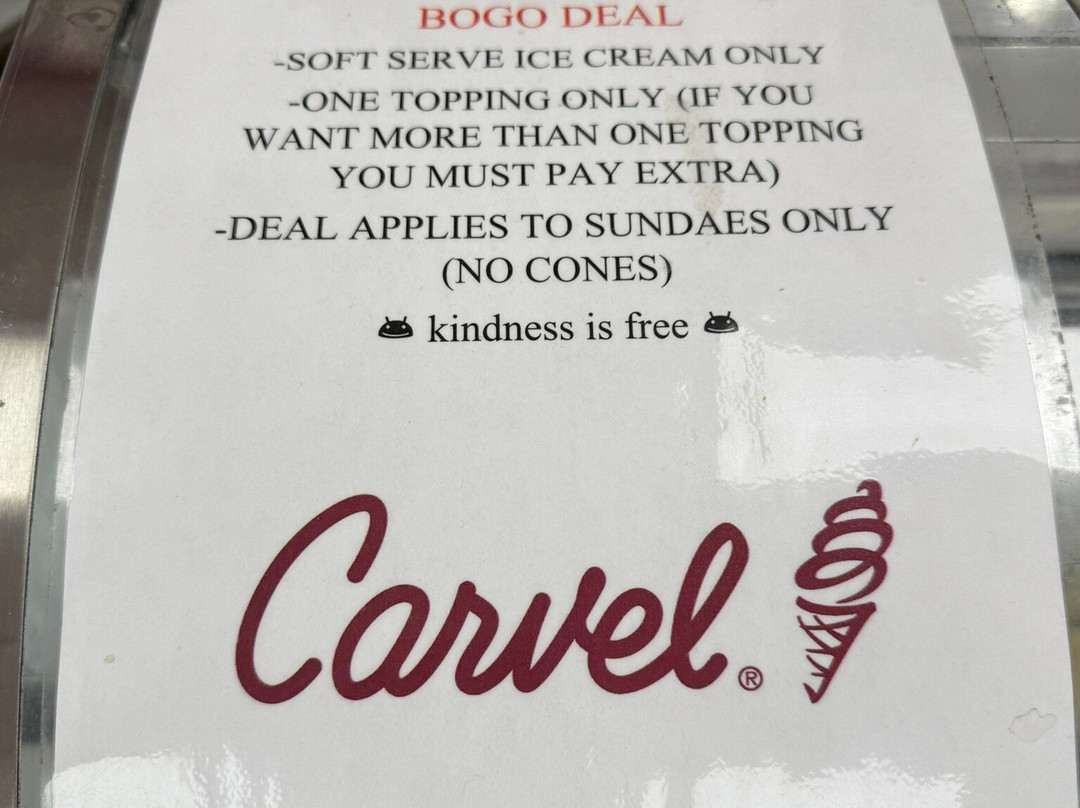 BOGO DEAL
-SOFT SERVE ICE CREAM ONLY
-ONE TOPPING ONLY (IF YOU
WANT MORE THAN ONE TOPPING
YOU MUST PAY EXTRA)
-DEAL APPLIES TO SUNDAES ONLY
(NO CONES)
kindness is free
Carvel®